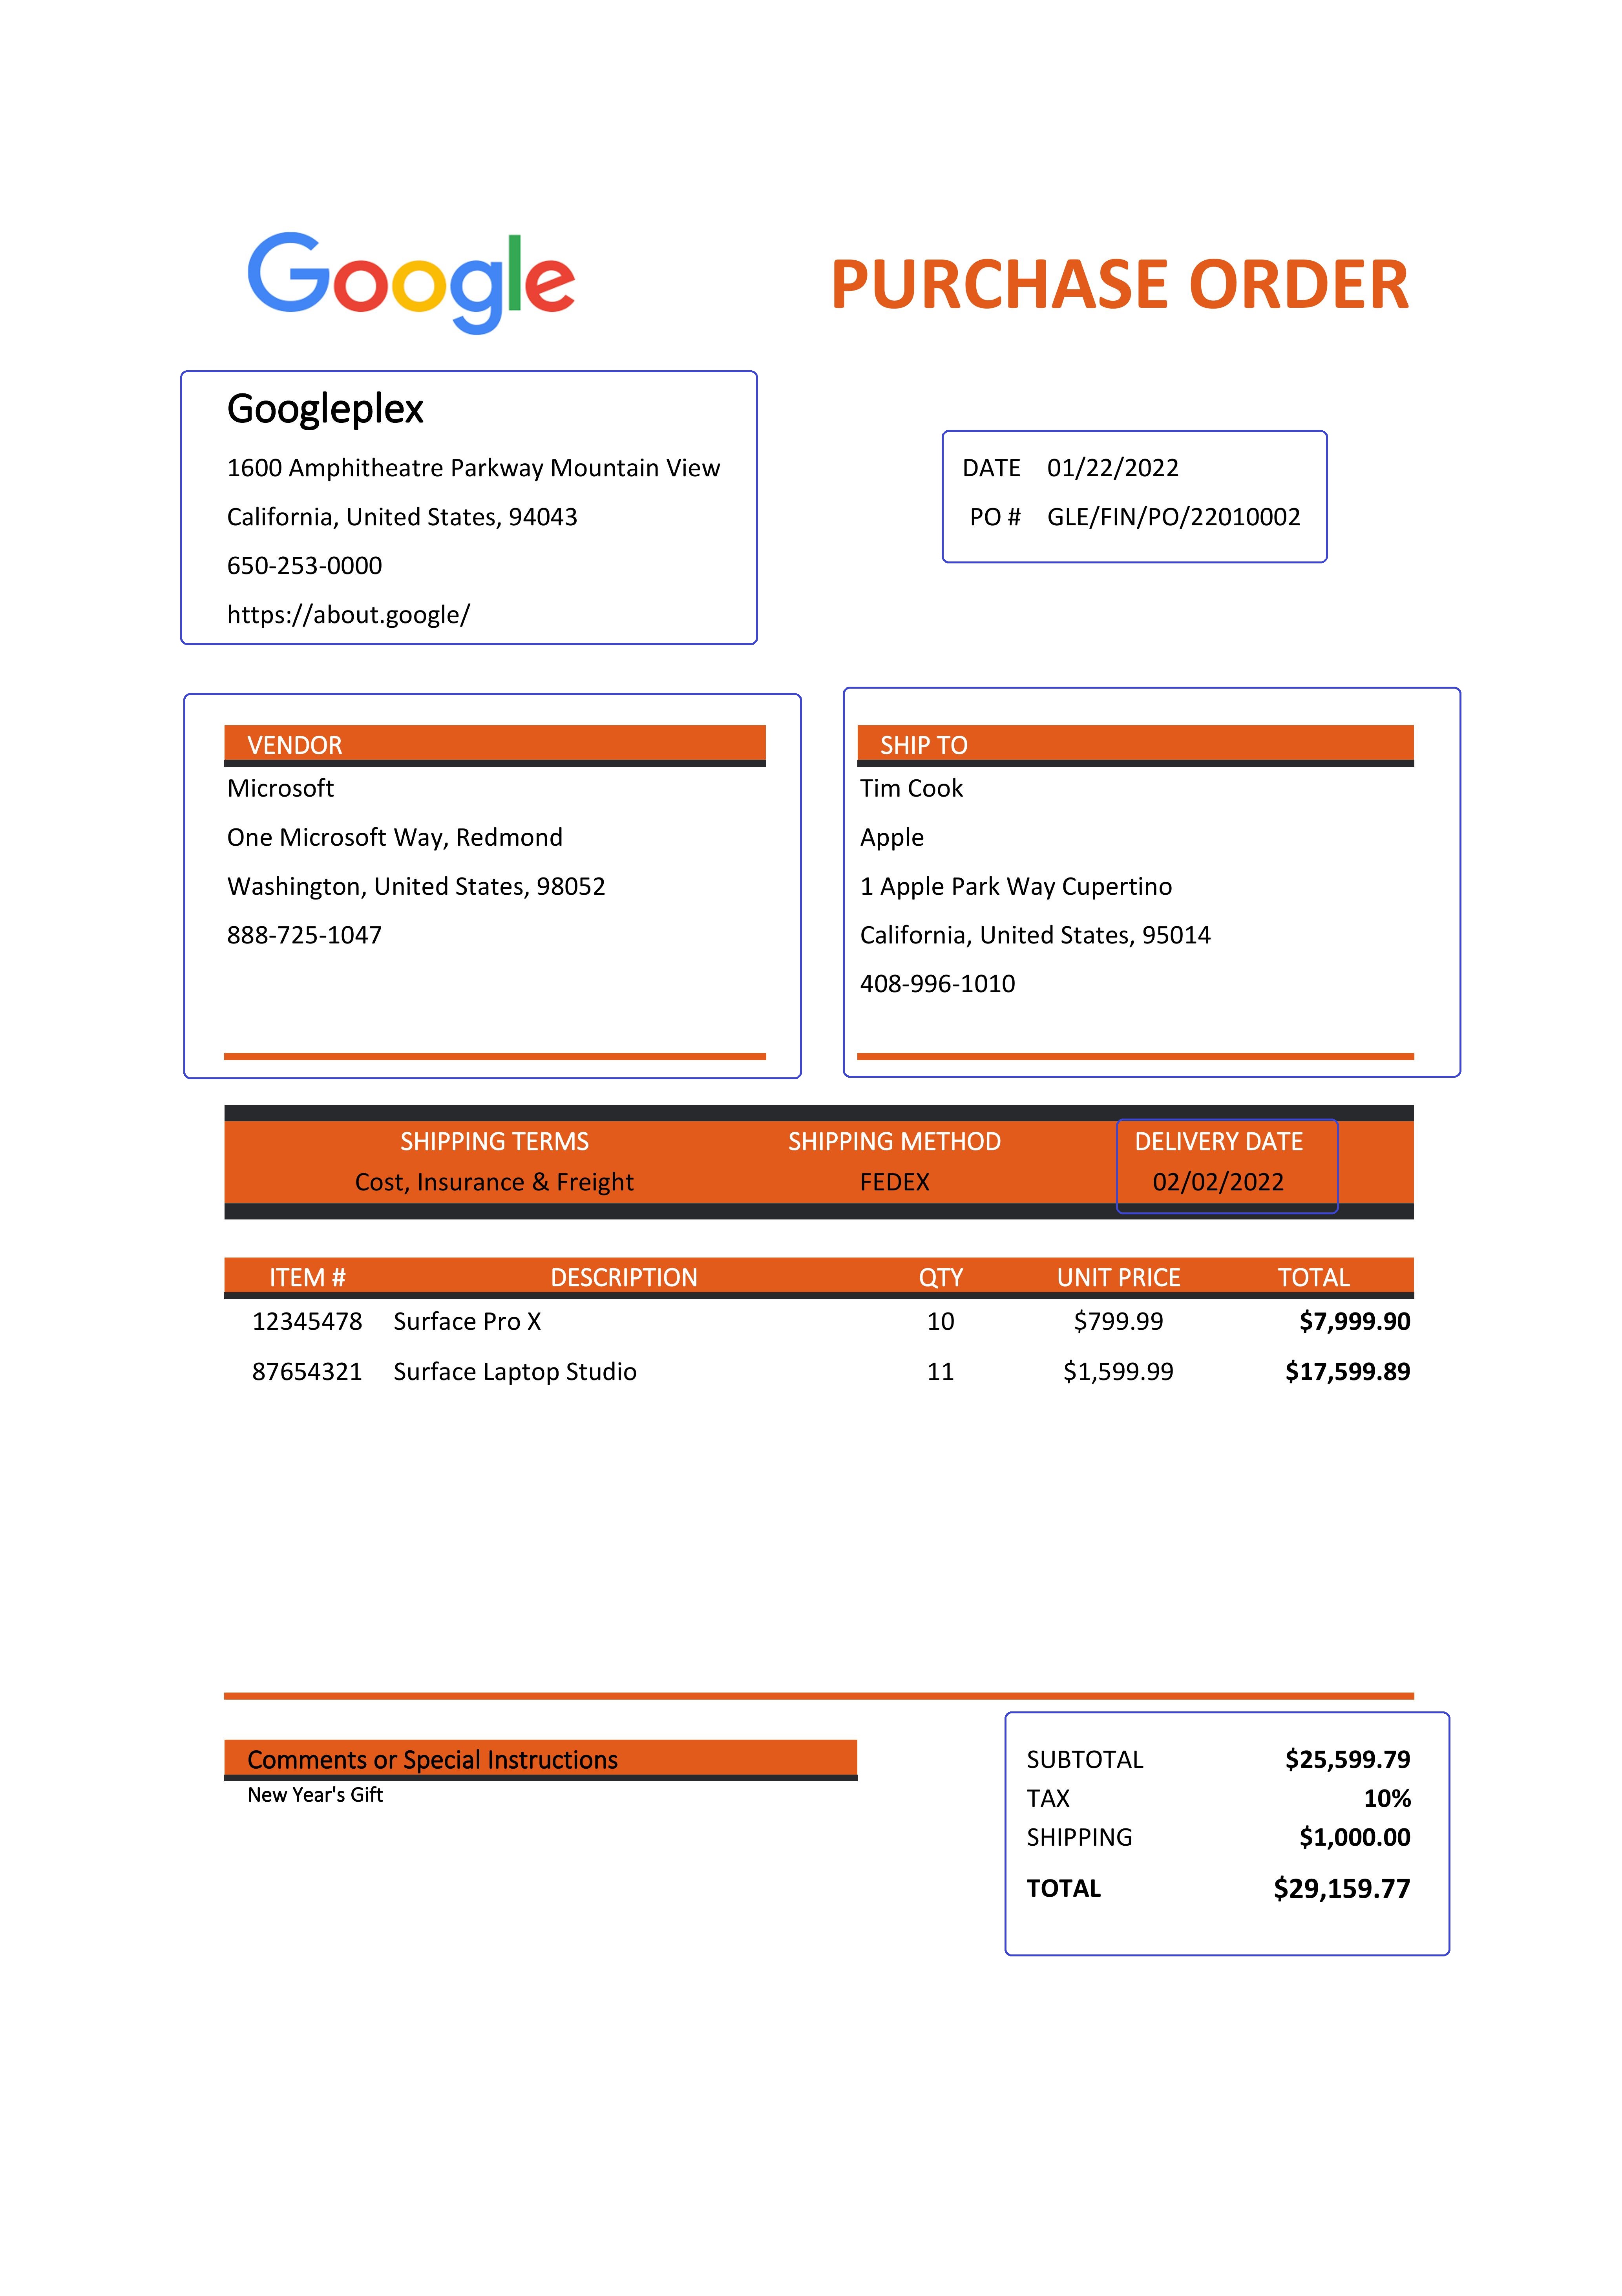 Google
PURCHASE ORDER
Googleplex
1600 Amphitheatre Parkway Mountain View
California, United States, 94043
650-253-0000
https://about.google/
DATE 01/22/2022
PO # GLE/FIN/PO/22010002
VENDOR
Microsoft
One Microsoft Way, Redmond
Washington, United States, 98052
888-725-1047
SHIP TO
Tim Cook
Apple
1 Apple Park Way Cupertino
California, United States, 95014
408-996-1010
SHIPPING TERMS SHIPPING METHOD DELIVERY DATE
Cost, Insurance & Freight FEDEX 02/02/2022
ITEM # DESCRIPTION QTY UNIT PRICE TOTAL
12345478 Surface Pro X 10 $799.99 $7,999.90
87654321 Surface Laptop Studio 11 $1,599.99 $17,599.89
Comments or Special Instructions
New Year's Gift
SUBTOTAL $25,599.79
TAX 10%
SHIPPING $1,000.00
TOTAL $29,159.77